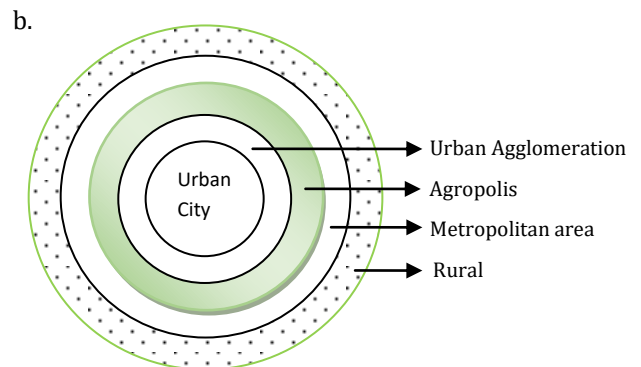 b.
Urban
City
Urban Agglomeration
Agropolis
Metropolitan area
Rural